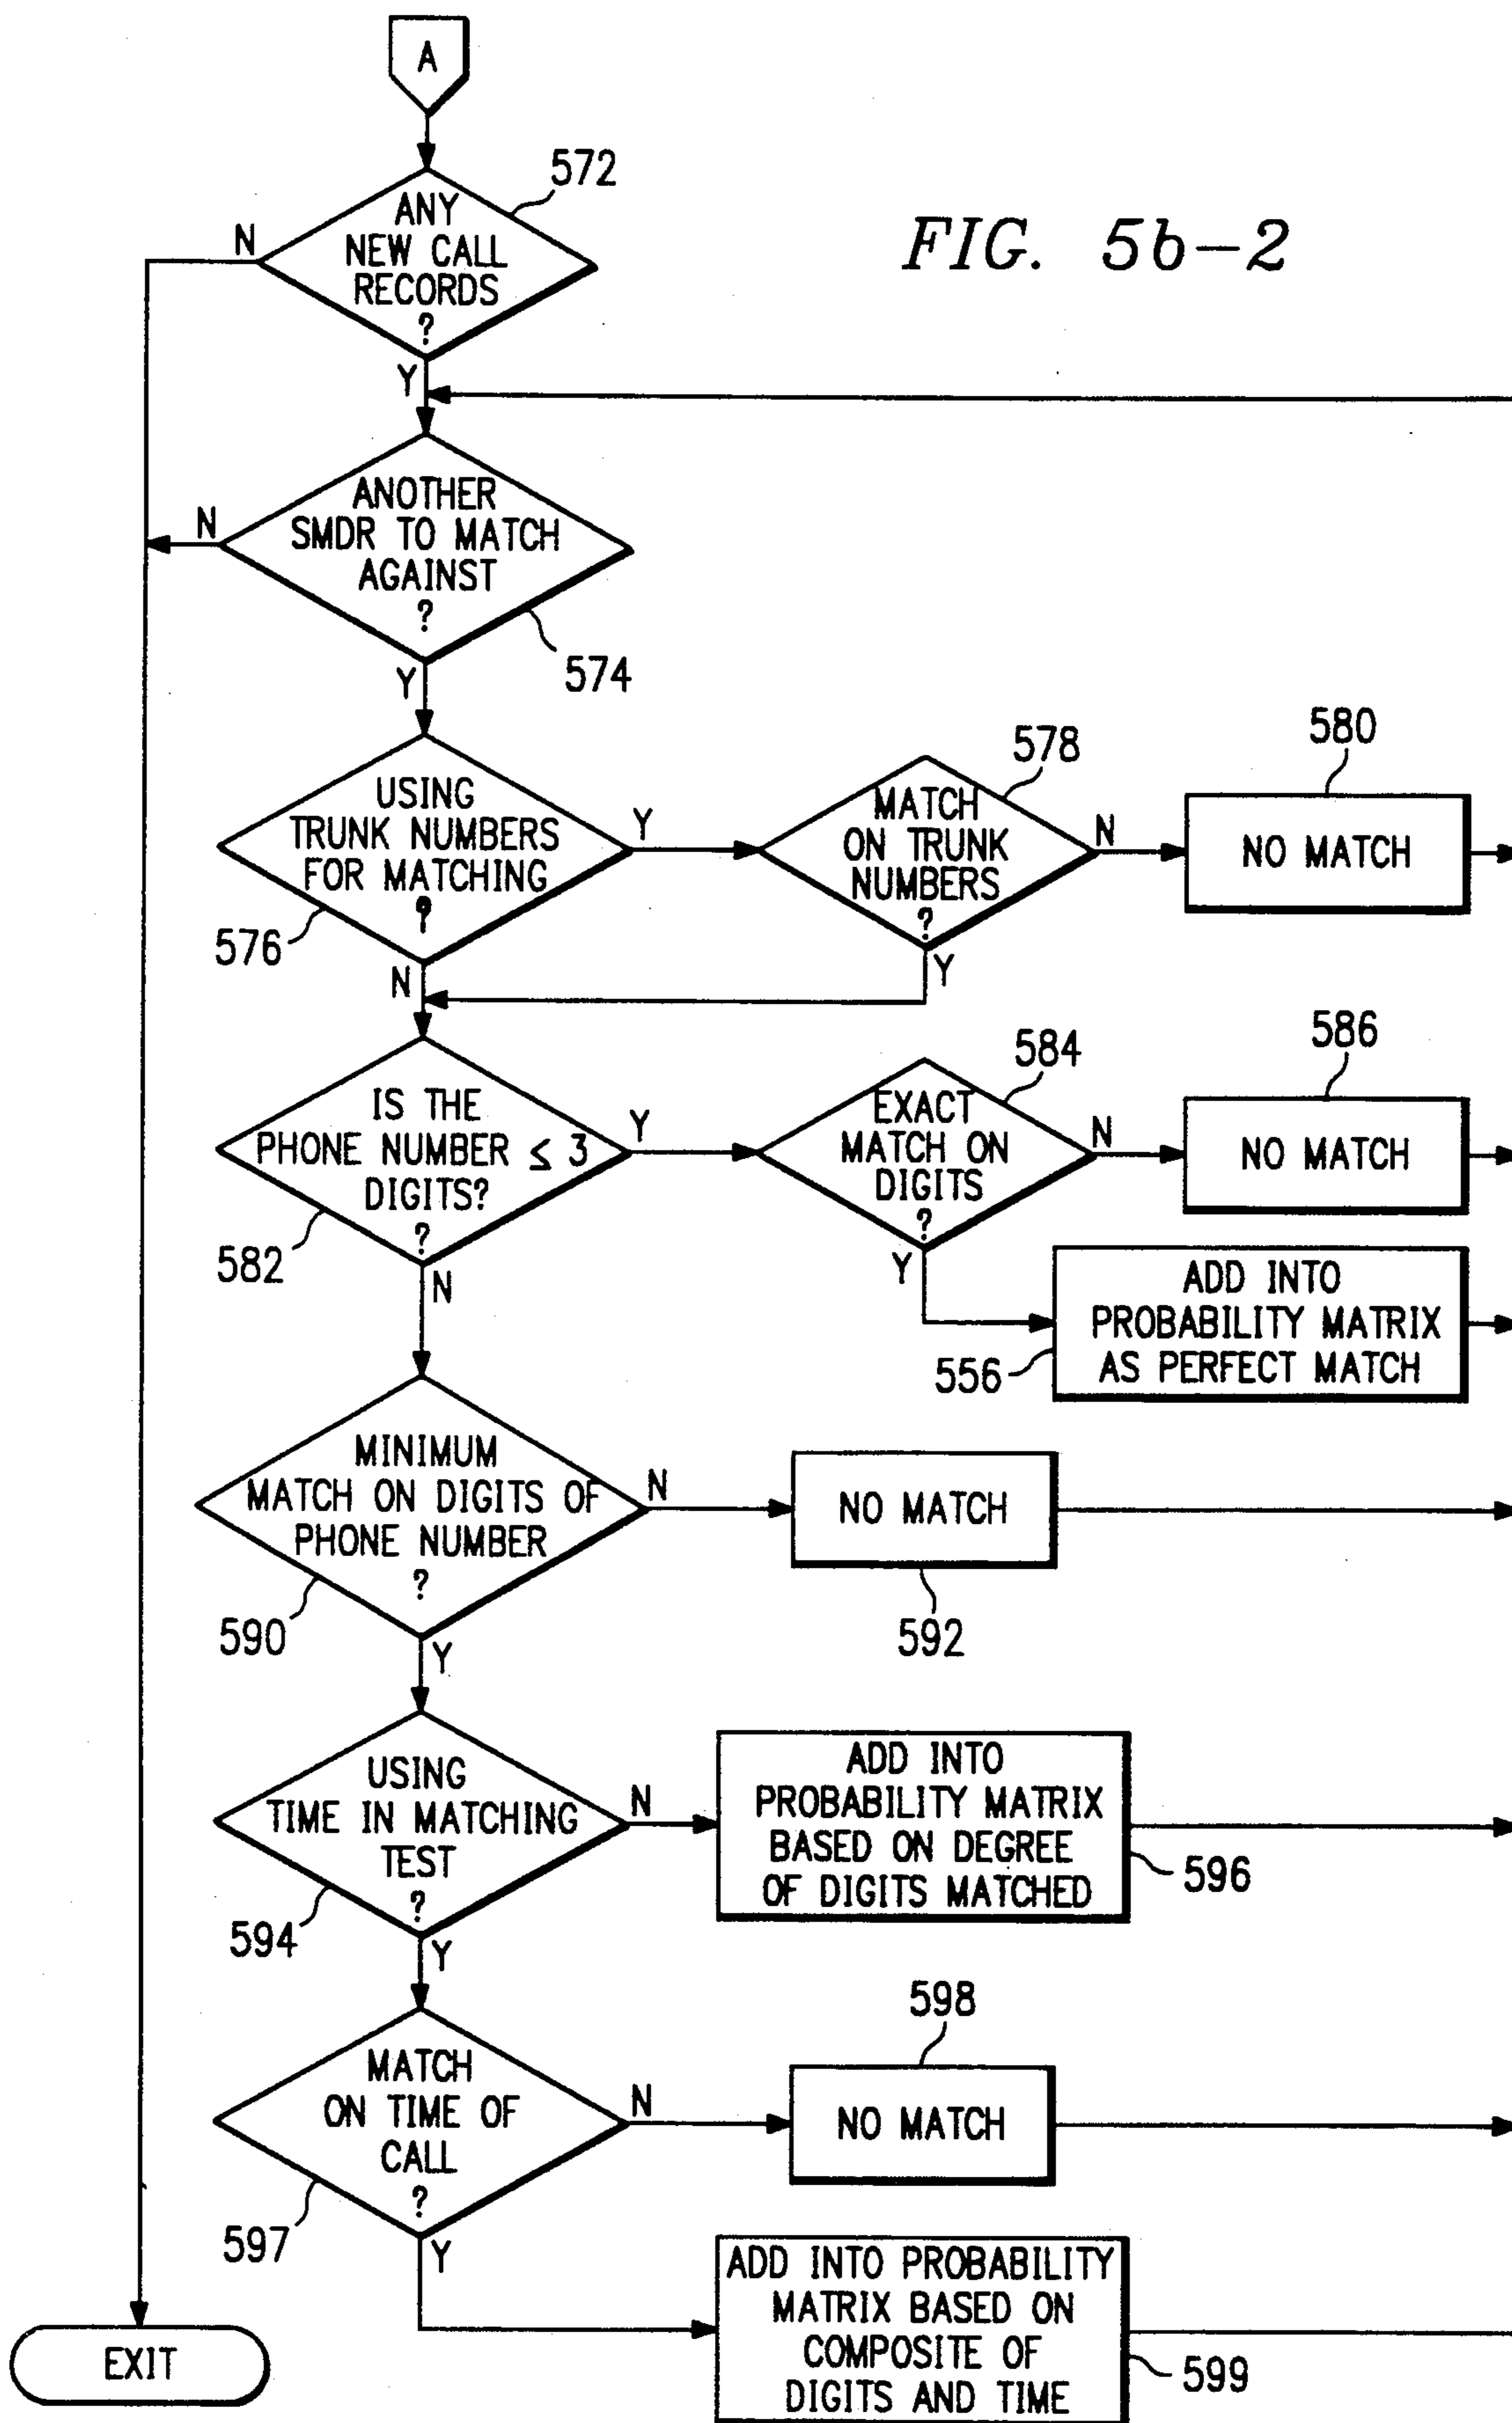 A
572
ANY
NEW CALL
RECORDS
?
N
Y
FIG. 5b-2
ANOTHER
SMDR TO MATCH
AGAINST
?
N
574
Y
USING
TRUNK NUMBERS
FOR MATCHING
?
576
Y
N
578
MATCH
ON TRUNK
NUMBERS
?
N
Y
580
NO MATCH
IS THE
PHONE NUMBER ≤ 3
DIGITS?
?
582
Y
N
584
EXACT
MATCH ON
DIGITS
?
N
Y
586
NO MATCH
ADD INTO
PROBABILITY MATRIX
AS PERFECT MATCH
556
MINIMUM
MATCH ON DIGITS OF
PHONE NUMBER
?
590
N
Y
NO MATCH
592
USING
TIME IN MATCHING
TEST
?
594
N
Y
ADD INTO
PROBABILITY MATRIX
BASED ON DEGREE
OF DIGITS MATCHED
596
MATCH
ON TIME OF
CALL
?
597
N
Y
598
NO MATCH
ADD INTO PROBABILITY
MATRIX BASED ON
COMPOSITE OF
DIGITS AND TIME
599
EXIT